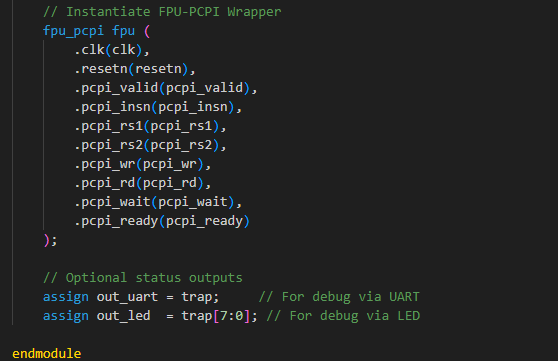 // Instantiate FPU-PCPI Wrapper
fpu_pcpi fpu (
.clk(clk),
.resetn(resetn),
.pcpi_valid(pcpi_valid),
.pcpi_insn(pcpi_insn),
.pcpi_rs1(pcpi_rs1),
.pcpi_rs2(pcpi_rs2),
.pcpi_wr(pcpi_wr),
.pcpi_rd(pcpi_rd),
.pcpi_wait(pcpi_wait),
.pcpi_ready(pcpi_ready)
);
// Optional status outputs
assign out_uart = trap;     // For debug via UART
assign out_led  = trap[7:0]; // For debug via LED
endmodule